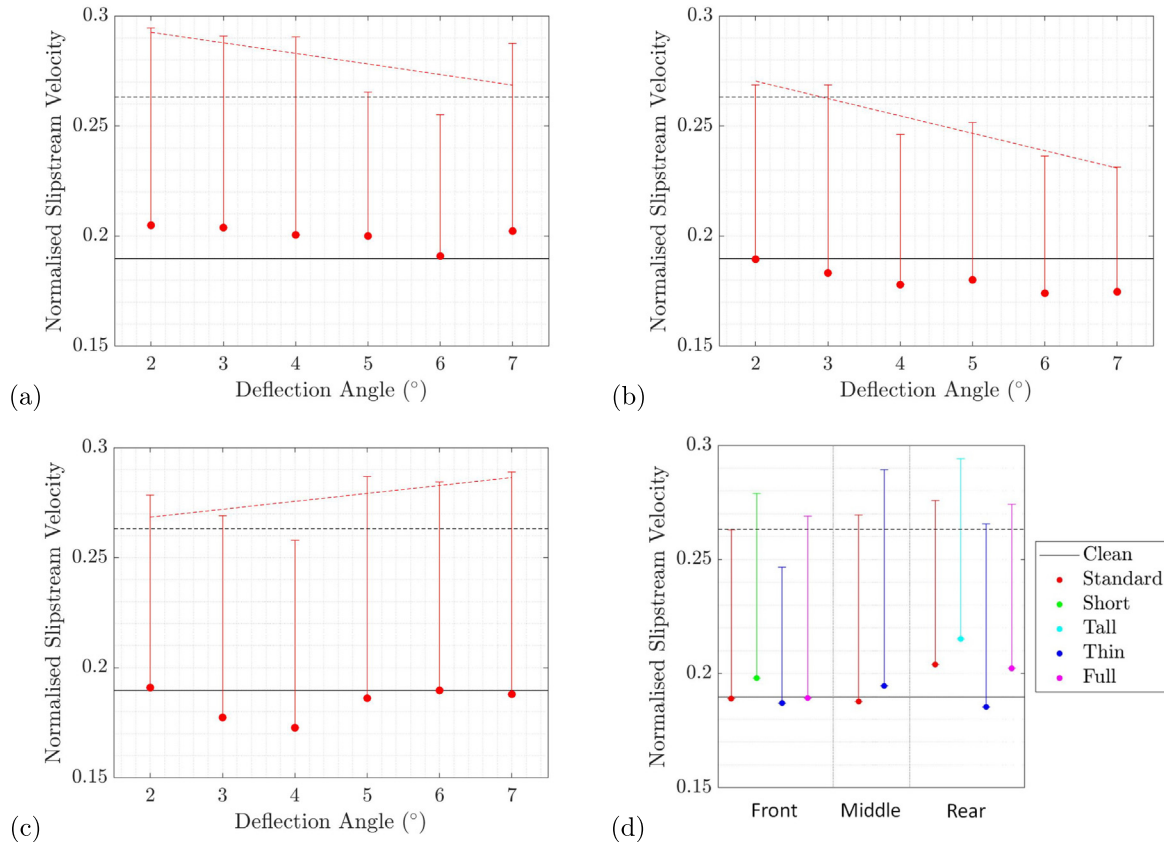 0.3
0.25
0.2
0.15
Normalised Slipstream Velocity
2 3 4 5 6 7
Deflection Angle (°)
(a)
0.3
0.25
0.2
0.15
Normalised Slipstream Velocity
2 3 4 5 6 7
Deflection Angle (°)
(b)
0.3
0.25
0.2
0.15
Normalised Slipstream Velocity
2 3 4 5 6 7
Deflection Angle (°)
(c)
0.3
0.25
0.2
0.15
Normalised Slipstream Velocity
Front Middle Rear
(d)
Clean
Standard
Short
Tall
Thin
Full